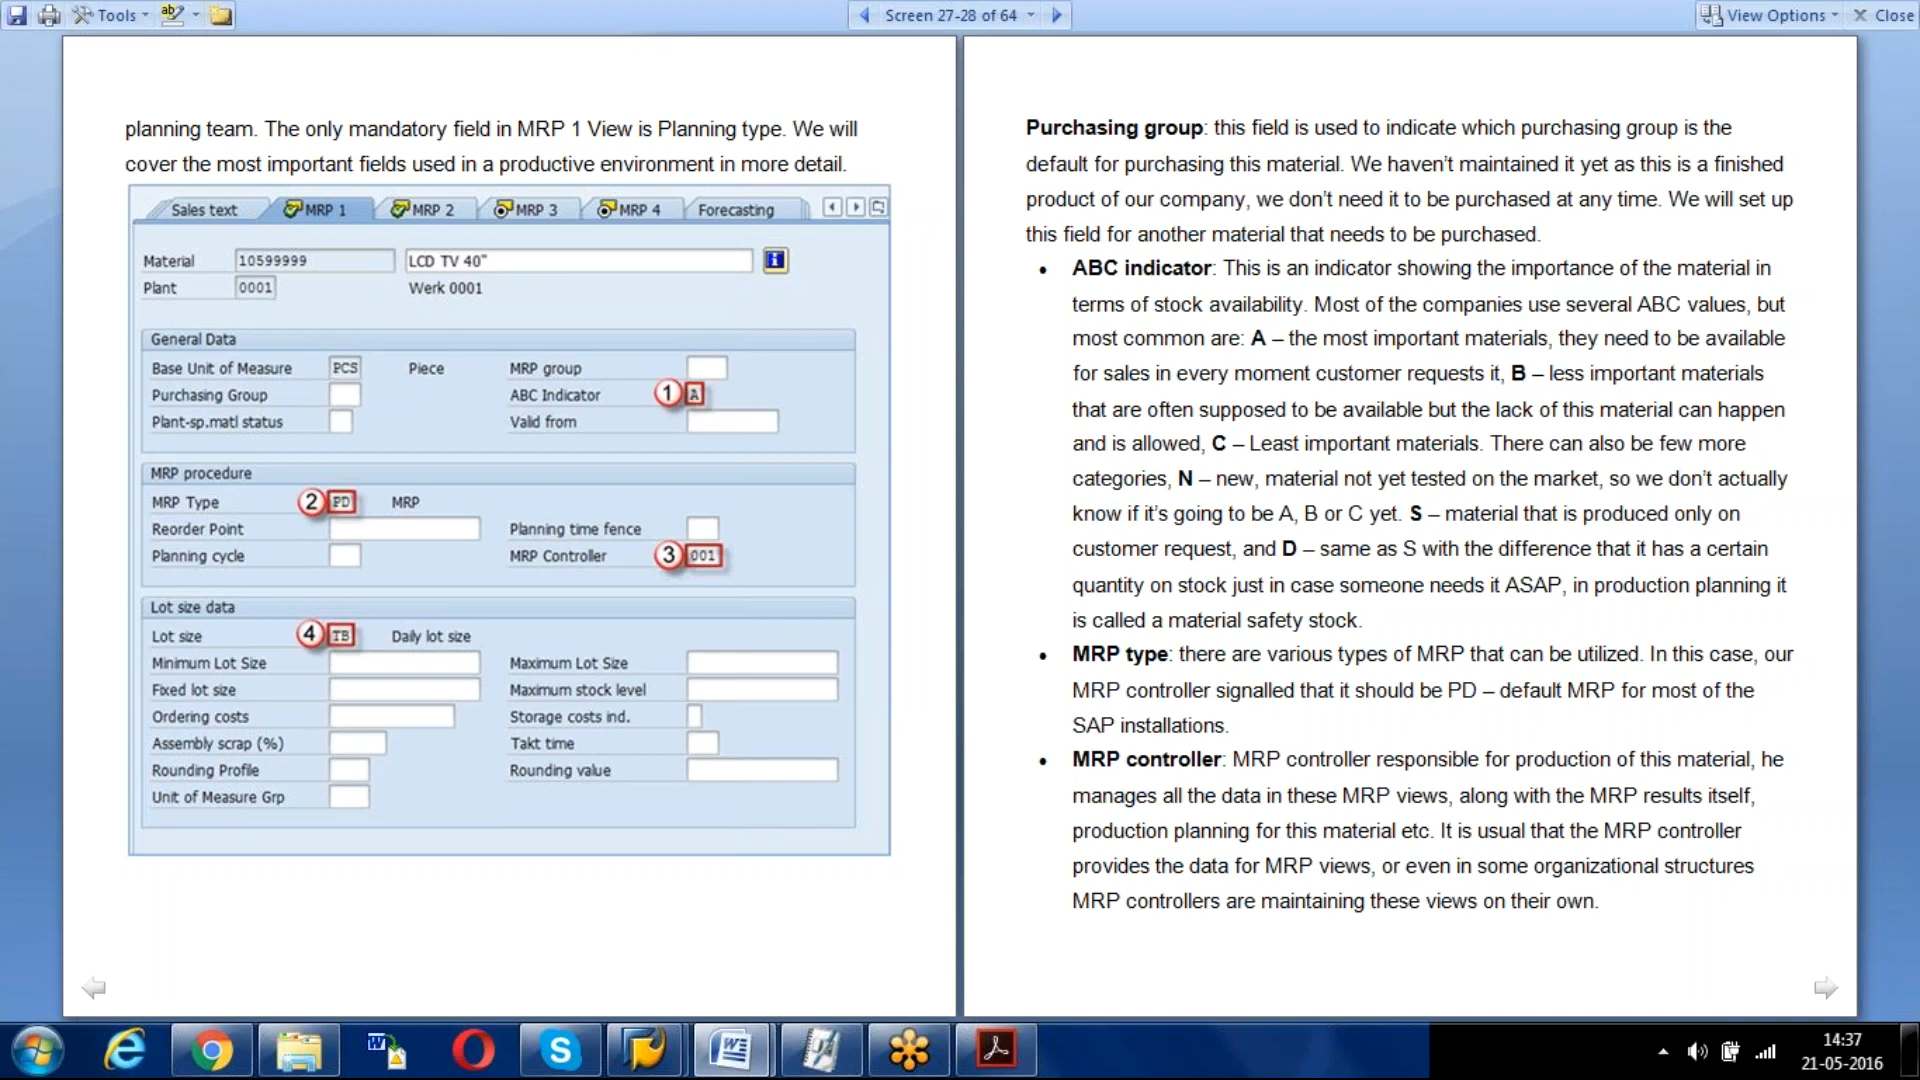 Tools
Screen 27-28 of 64
View Options
Close
planning team. The only mandatory field in MRP 1 View is Planning type. We will
cover the most important fields used in a productive environment in more detail.
Sales text MRP 1 MRP 2 MRP 3 MRP 4 Forecasting
Material 10599999 LCD TV 40"
Plant 0001 Werk 0001
General Data
Base Unit of Measure PCS Piece MRP group
Purchasing Group ABC Indicator 1 A
Plant-sp.matl status Valid from
MRP procedure
MRP Type 2 PD MRP
Reorder Point Planning time fence
Planning cycle MRP Controller 3 001
Lot size data
Lot size 4 TB Daily lot size
Minimum Lot Size Maximum Lot Size
Fixed lot size Maximum stock level
Ordering costs Storage costs ind.
Assembly scrap (%) Takt time
Rounding Profile Rounding value
Unit of Measure Grp
Purchasing group: this field is used to indicate which purchasing group is the
default for purchasing this material. We haven't maintained it yet as this is a finished
product of our company, we don't need it to be purchased at any time. We will set up
this field for another material that needs to be purchased.
• ABC indicator: This is an indicator showing the importance of the material in
terms of stock availability. Most of the companies use several ABC values, but
most common are: A – the most important materials, they need to be available
for sales in every moment customer requests it, B – less important materials
that are often supposed to be available but the lack of this material can happen
and is allowed, C – Least important materials. There can also be few more
categories, N – new, material not yet tested on the market, so we don't actually
know if it's going to be A, B or C yet. S – material that is produced only on
customer request, and D – same as S with the difference that it has a certain
quantity on stock just in case someone needs it ASAP, in production planning it
is called a material safety stock.
• MRP type: there are various types of MRP that can be utilized. In this case, our
MRP controller signalled that it should be PD – default MRP for most of the
SAP installations.
• MRP controller: MRP controller responsible for production of this material, he
manages all the data in these MRP views, along with the MRP results itself,
production planning for this material etc. It is usual that the MRP controller
provides the data for MRP views, or even in some organizational structures
MRP controllers are maintaining these views on their own.
14:37
21-05-2016